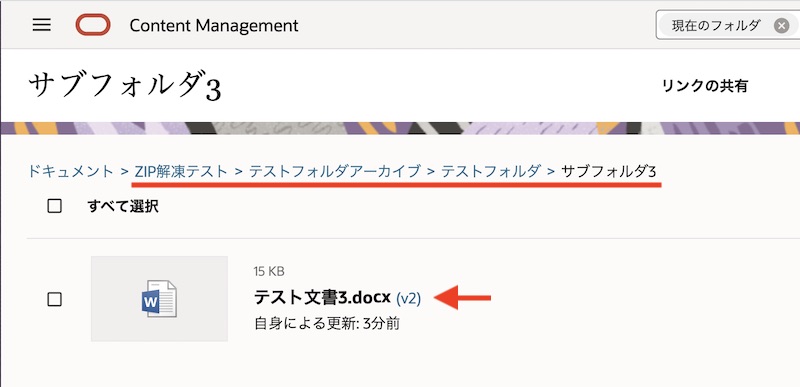 Content Management
現在のフォルダ
サブフォルダ3
リンクの共有
ドキュメント > ZIP解凍テスト > テストフォルダアーカイブ > テストフォルダ > サブフォルダ3
すべて選択
15 KB
W
テスト文書3.docx (v2)
自身による更新: 3分前